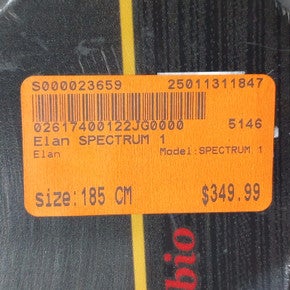 S000023659 25011311847
02617400122JG0000 5146
Elan SPECTRUM 1
Elan Model:SPECTRUM 1
size:185 CM $349.99
bio